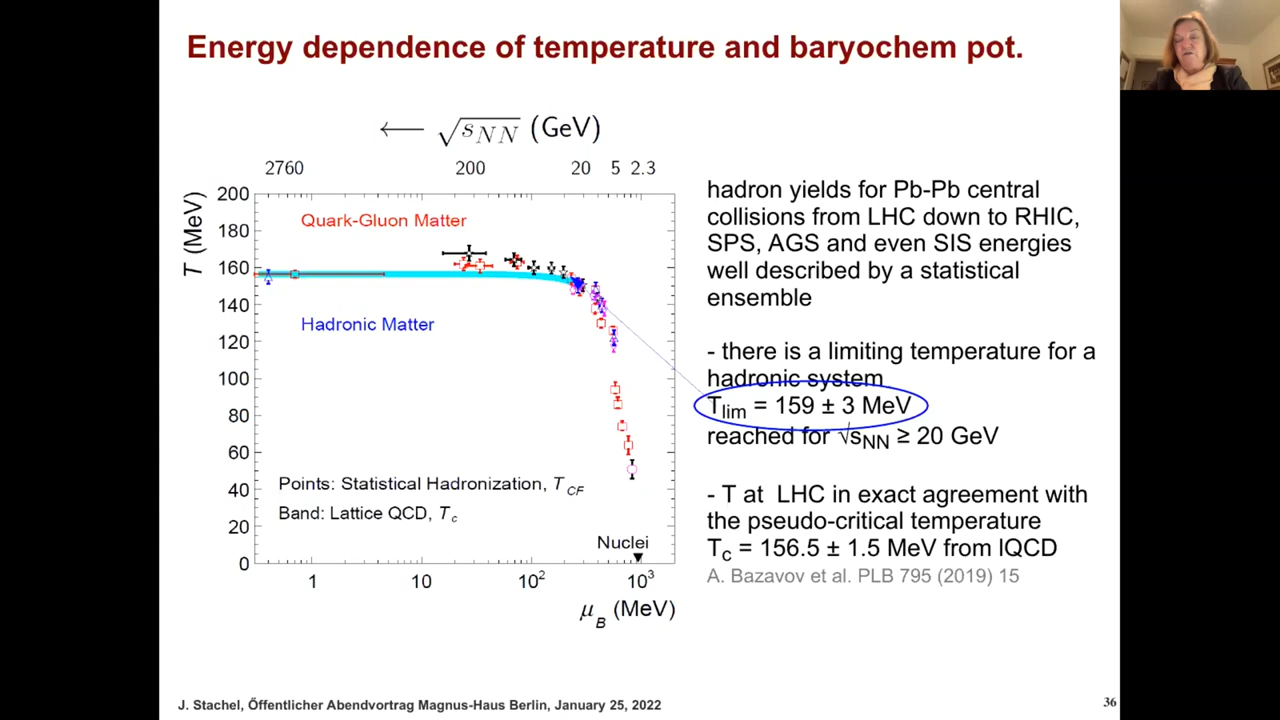 Energy dependence of temperature and baryochem pot.
⟵ √sNN (GeV)
2760 200 20 5 2.3
T (MeV)
200
180
160
140
120
100
80
60
40
20
0
Quark-Gluon Matter
Hadronic Matter
Points: Statistical Hadronization, TCF
Band: Lattice QCD, Tc
Nuclei
1 10 10² 10³
μB (MeV)
hadron yields for Pb-Pb central
collisions from LHC down to RHIC,
SPS, AGS and even SIS energies
well described by a statistical
ensemble
- there is a limiting temperature for a
hadronic system
Tlim = 159 ± 3 MeV
reached for √sNN ≥ 20 GeV
- T at LHC in exact agreement with
the pseudo-critical temperature
Tc = 156.5 ± 1.5 MeV from lQCD
A. Bazavov et al. PLB 795 (2019) 15
J. Stachel, Öffentlicher Abendvortrag Magnus-Haus Berlin, January 25, 2022
36